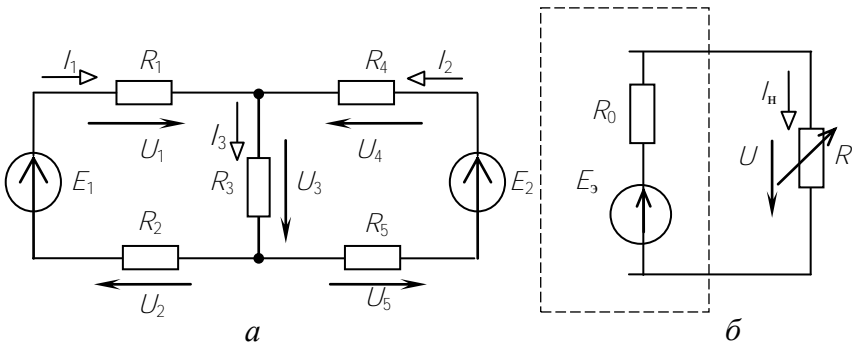 I₁ R₁ R₄ I₂
U₁ I₃ U₄
E₁ R₃ U₃ E₂
R₂ R₅
U₂ U₅
а
R₀ Iн
U R
Eэ
б